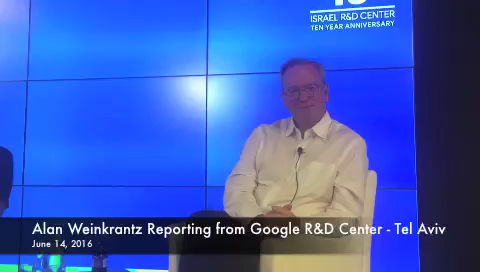 ISRAEL R&D CENTER
TEN YEAR ANNIVERSARY
Alan Weinkrantz Reporting from Google R&D Center - Tel Aviv
June 14, 2016